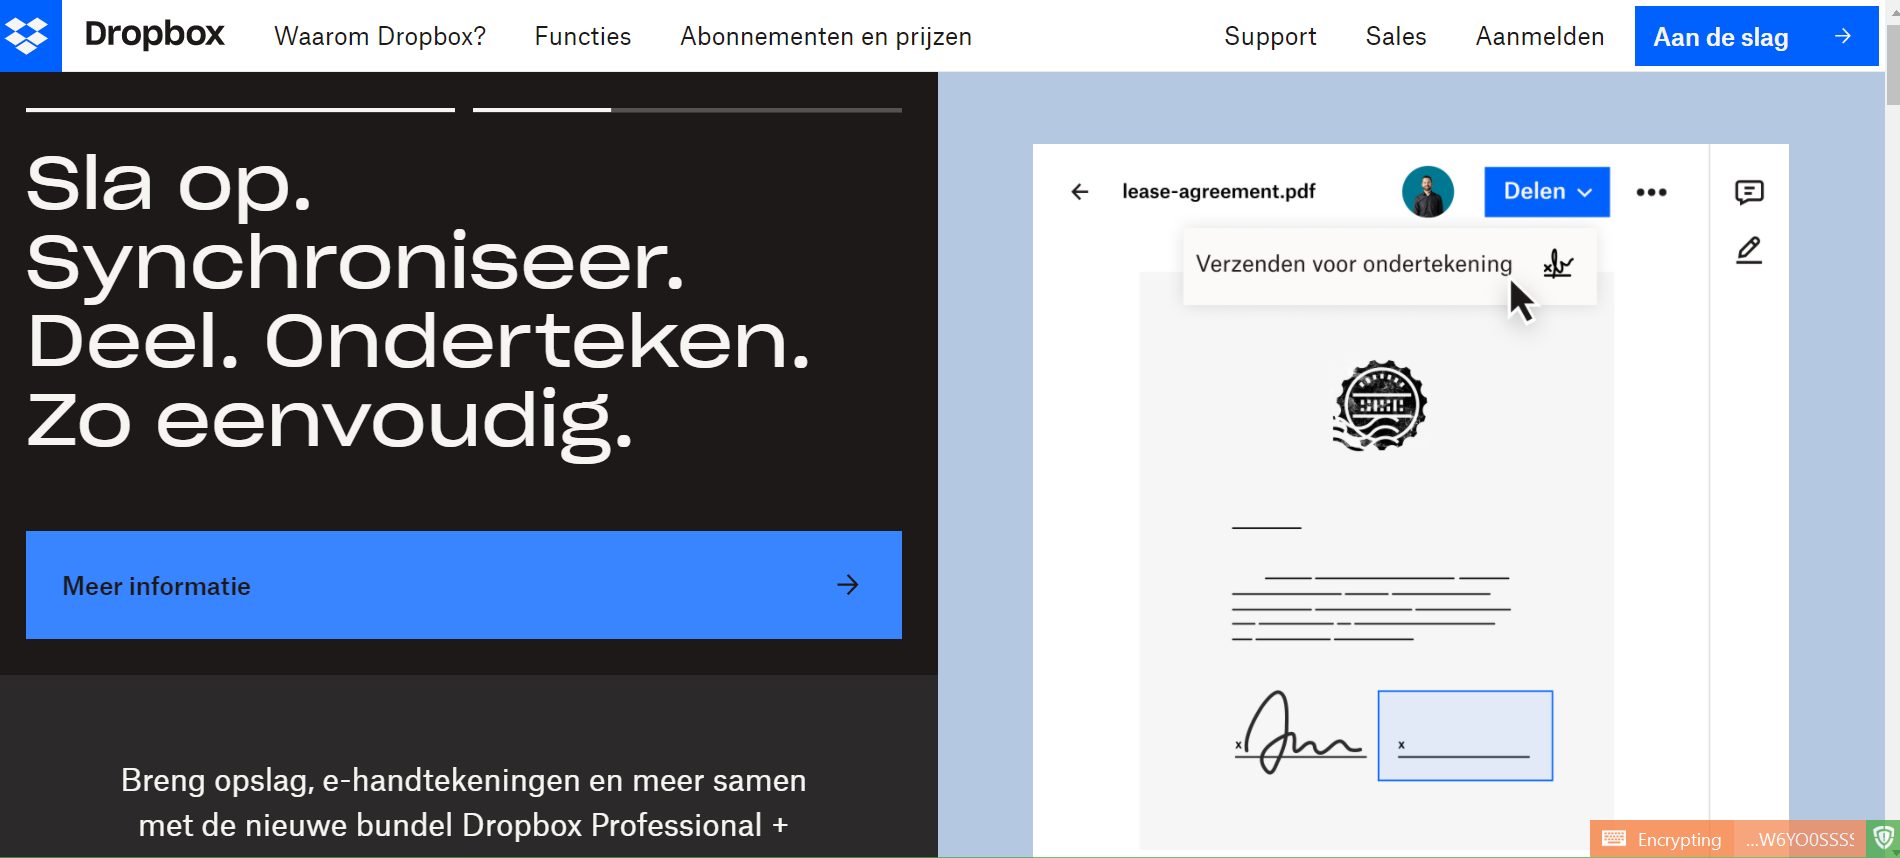 Dropbox
Waarom Dropbox?
Functies
Abonnementen en prijzen
Support
Sales
Aanmelden
Aan de slag
Sla op.
Synchroniseer.
Deel. Onderteken.
Zo eenvoudig.
Meer informatie
Breng opslag, e-handtekeningen en meer samen
met de nieuwe bundel Dropbox Professional +
lease-agreement.pdf
Delen
Verzenden voor ondertekening
x
x
Encrypting
...W6YO0SSS